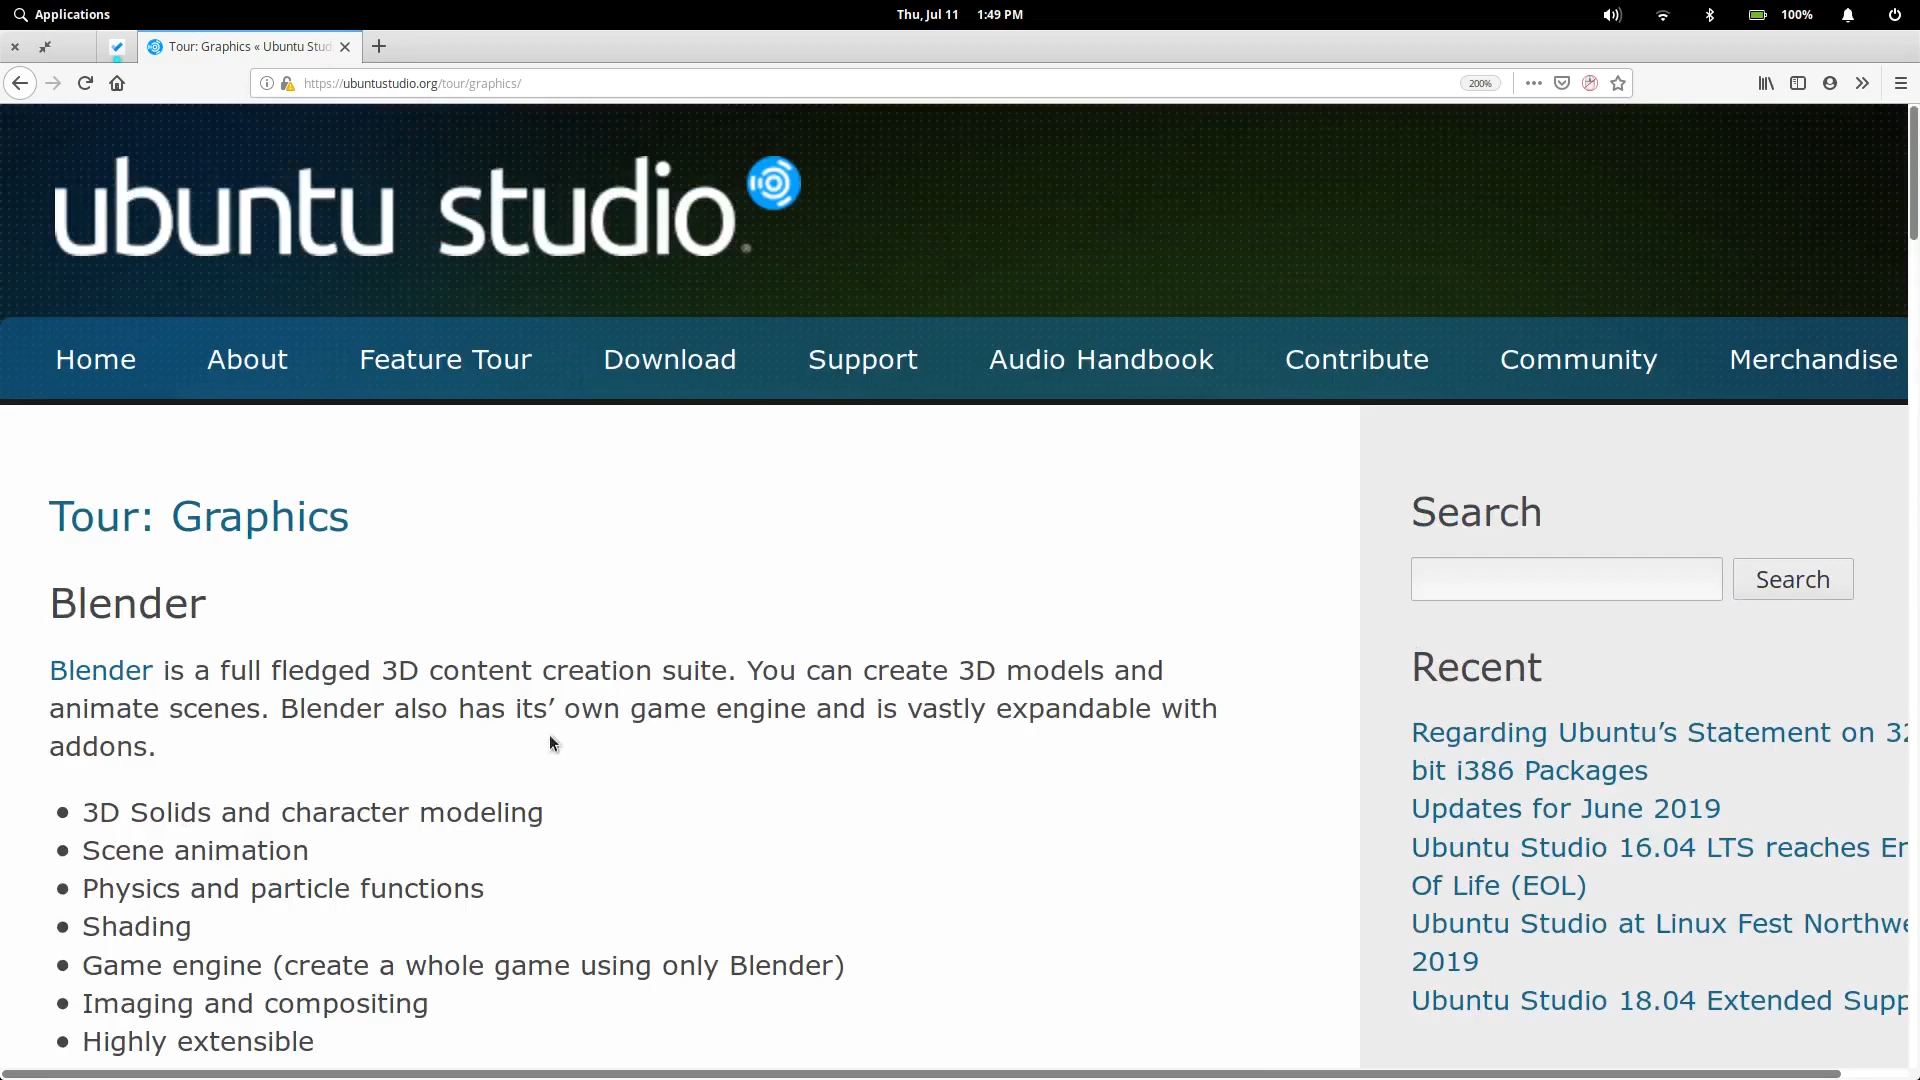 Applications
Thu, Jul 11 1:49 PM
100%
Tour: Graphics « Ubuntu Stud
https://ubuntustudio.org/tour/graphics/
200%
ubuntu studio
Home About Feature Tour Download Support Audio Handbook Contribute Community Merchandise
Tour: Graphics
Blender
Blender is a full fledged 3D content creation suite. You can create 3D models and
animate scenes. Blender also has its’ own game engine and is vastly expandable with
addons.
3D Solids and character modeling
Scene animation
Physics and particle functions
Shading
Game engine (create a whole game using only Blender)
Imaging and compositing
Highly extensible
Search
Search
Recent
Regarding Ubuntu’s Statement on 32
bit i386 Packages
Updates for June 2019
Ubuntu Studio 16.04 LTS reaches En
Of Life (EOL)
Ubuntu Studio at Linux Fest Northwe
2019
Ubuntu Studio 18.04 Extended Supp